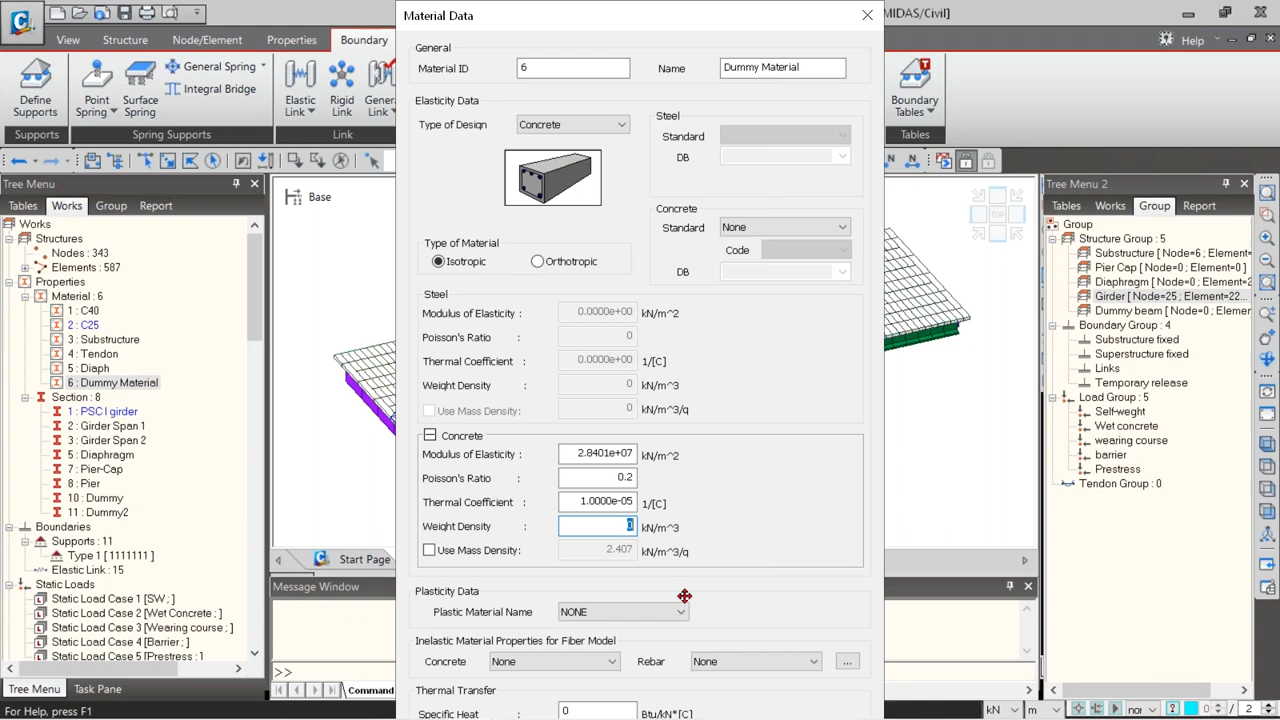 MIDAS/Civil]
View
Structure
Node/Element
Properties
Boundary
Help
Define Supports
Point Spring
Surface Spring
General Spring
Integral Bridge
Elastic Link
Rigid Link
Boundary Tables
Supports
Spring Supports
Link
Tables
Tree Menu
Tables
Works
Group
Report
Works
Structures
Nodes : 343
Elements : 587
Properties
Material : 6
1 : C40
2 : C25
3 : Substructure
4 : Tendon
5 : Diaph
6 : Dummy Material
Section : 8
1 : PSC I girder
2 : Girder Span 1
3 : Girder Span 2
5 : Diaphragm
7 : Pier-Cap
8 : Pier
10 : Dummy
11 : Dummy2
Boundaries
Supports : 11
Type 1 [1111111 ]
Elastic Link : 15
Static Loads
Static Load Case 1 [SW ; ]
Static Load Case 2 [Wet Concrete ; ]
Static Load Case 3 [Wearing course ; ]
Static Load Case 4 [Barrier ; ]
Static Load Case 5 [Prestress ; ]
Tree Menu
Task Pane
For Help, press F1
Base
Start Page
Message Window
>>
Command
Material Data
General
Material ID
6
Name
Dummy Material
Elasticity Data
Type of Design
Concrete
Steel
Standard
DB
Concrete
Standard
None
Code
DB
Type of Material
Isotropic
Orthotropic
Steel
Modulus of Elasticity :
0.0000e+00
kN/m^2
Poisson's Ratio :
0
Thermal Coefficient :
0.0000e+00
1/[C]
Weight Density :
0
kN/m^3
Use Mass Density:
0
kN/m^3/q
Concrete
Modulus of Elasticity :
2.8401e+07
kN/m^2
Poisson's Ratio :
0.2
Thermal Coefficient :
1.0000e-05
1/[C]
Weight Density :
0
kN/m^3
Use Mass Density:
2.407
kN/m^3/q
Plasticity Data
Plastic Material Name
NONE
Inelastic Material Properties for Fiber Model
Concrete
None
Rebar
None
...
Thermal Transfer
Specific Heat :
0
Btu/kN*[C]
TOP
Tree Menu 2
Tables
Works
Group
Report
Group
Structure Group : 5
Substructure [ Node=6 ; Element=
Pier Cap [ Node=0 ; Element=0 ]
Diaphragm [ Node=0 ; Element=
Girder [ Node=25 ; Element=22...
Dummy beam [ Node=0 ; Element=
Boundary Group : 4
Substructure fixed
Superstructure fixed
Links
Temporary release
Load Group : 5
Self-weght
Wet concrete
wearing course
barrier
Prestress
Tendon Group : 0
kN
m
nor
0
/ 2